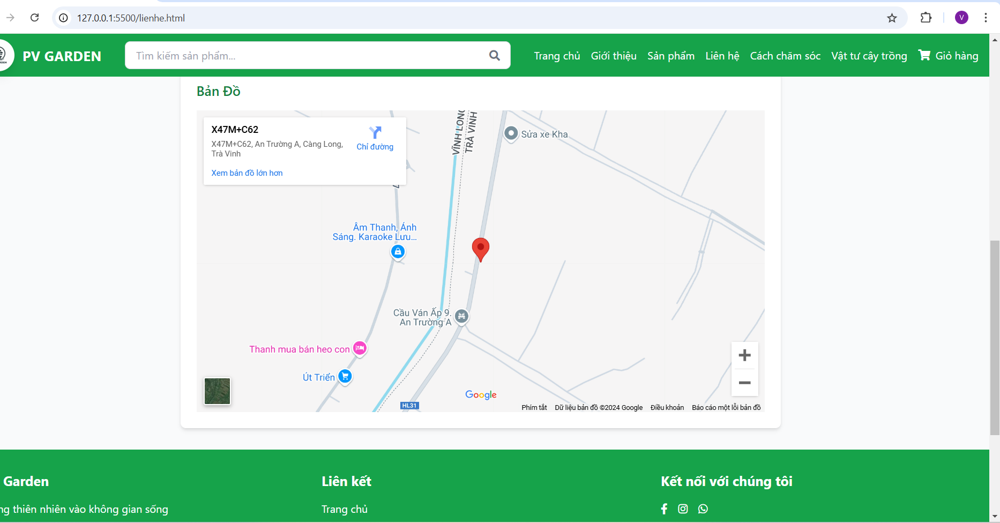 127.0.0.1:5500/lienhe.html
V
PV GARDEN
Tìm kiếm sản phẩm...
Trang chủ
Giới thiệu
Sản phẩm
Liên hệ
Cách chăm sóc
Vật tư cây trồng
Giỏ hàng
Bản Đồ
X47M+C62
X47M+C62, An Trường A, Càng Long,
Trà Vinh
Chỉ đường
Xem bản đồ lớn hơn
VĨNH LONG
TRÀ VINH
Sửa xe Kha
7
Âm Thanh, Ánh
Sáng. Karaoke Lưu...
Cầu Ván Ấp 9.
An Trường A
Thanh mua bán heo con
Út Triển
HL31
Google
Phím tắt
Dữ liệu bản đồ ©2024 Google
Điều khoản
Báo cáo một lỗi bản đồ
Garden
ng thiên nhiên vào không gian sống
Liên kết
Trang chủ
Kết nối với chúng tôi